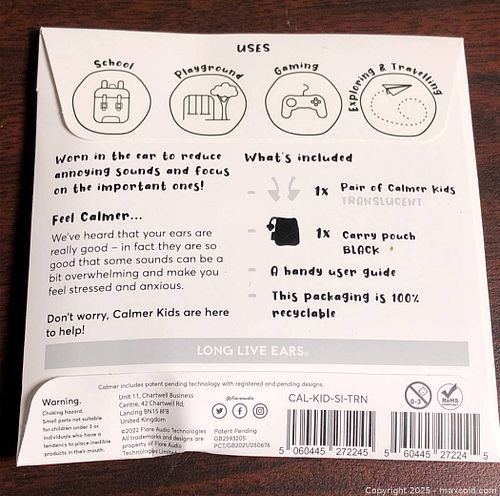 USES
School
Playground
Gaming
Exploring & Travelling
Worn in the ear to reduce
annoying sounds and focus
on the important ones!
Feel Calmer...
We've heard that your ears are
really good – in fact they are so
good that some sounds can be a
bit overwhelming and make you
feel stressed and anxious.
Don't worry, Calmer Kids are here
to help!
What's included
1x Pair of Calmer Kids
TRANSLUCENT
1x Carry pouch
BLACK
A handy user guide
This packaging is 100%
recyclable
LONG LIVE EARS.
Calmer includes patent pending technology with registered and pending designs.
Warning.
Choking hazard.
Small parts not suitable
for children under 3 or
individuals who have a
tendency to place inedible
products in their mouth.
Unit 11, Chartwell Business
Centre, 42 Chartwell Rd,
Lancing BN15 8FB
United Kingdom
©2022 Flare Audio Technologies
All trademarks and designs are
property of Flare Audio
Technologies Limited
@flareaudio
Patent Pending
GB2593205
PCT/GB2021/050676
CAL-KID-SI-TRN
0-3
RoHS
5 060445 272245
5 60445 27224
Copyright 2025 - maxsold.com